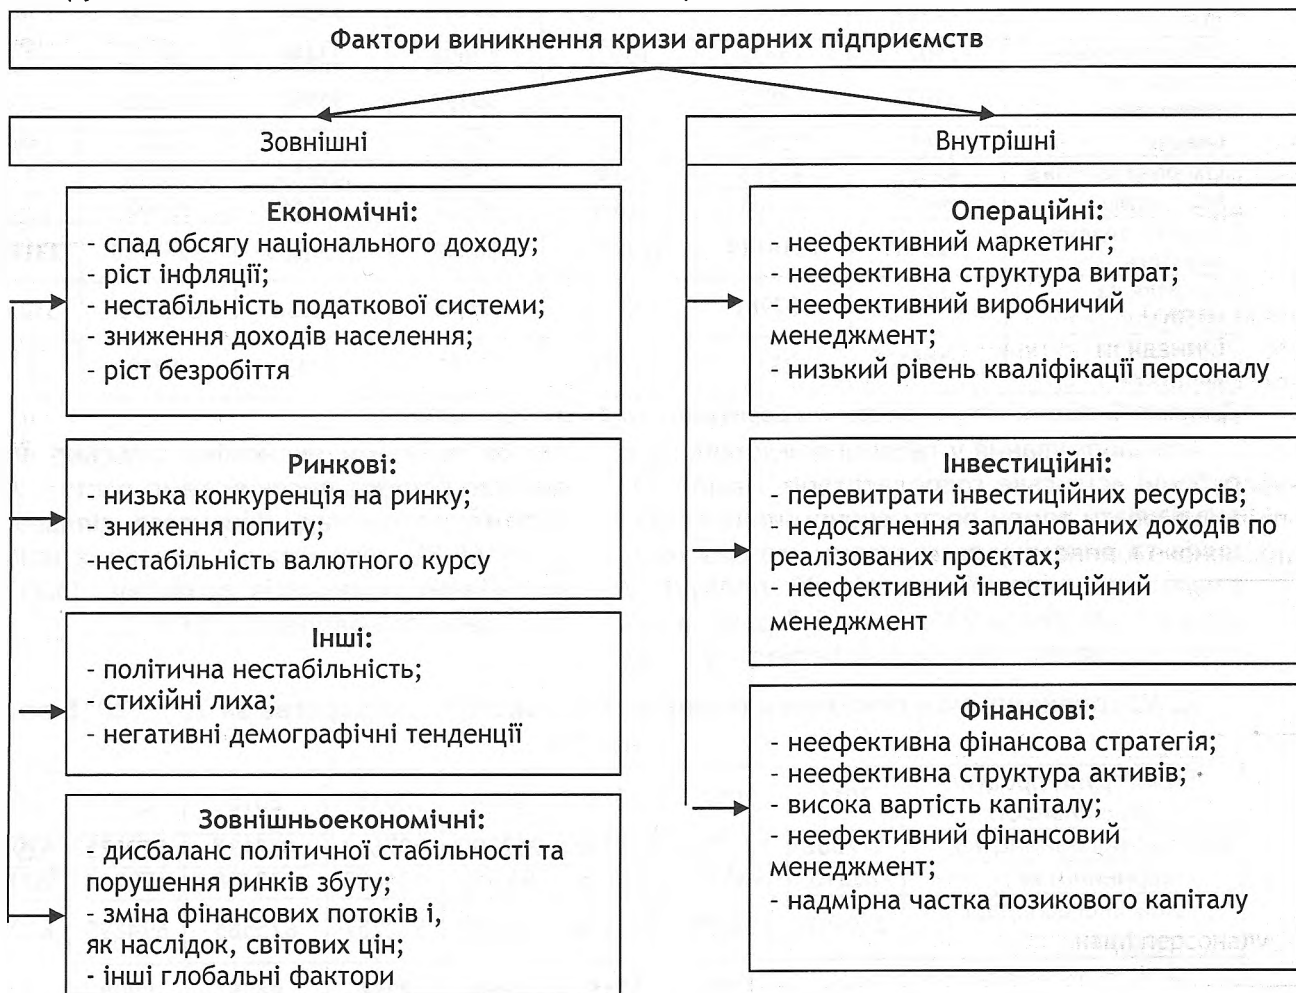 Фактори виникнення кризи аграрних підприємств
Зовнішні
Економічні:
- спад обсягу національного доходу;
- ріст інфляції;
- нестабільність податкової системи;
- зниження доходів населення;
- ріст безробіття
Ринкові:
- низька конкуренція на ринку;
- зниження попиту;
-нестабільність валютного курсу
Інші:
- політична нестабільність;
- стихійні лиха;
- негативні демографічні тенденції
Зовнішньоекономічні:
- дисбаланс політичної стабільності та
порушення ринків збуту;
- зміна фінансових потоків і,
як наслідок, світових цін;
- інші глобальні фактори
Внутрішні
Операційні:
- неефективний маркетинг;
- неефективна структура витрат;
- неефективний виробничий
менеджмент;
- низький рівень кваліфікації персоналу
Інвестиційні:
- перевитрати інвестиційних ресурсів;
- недосягнення запланованих доходів по
реалізованих проєктах;
- неефективний інвестиційний
менеджмент
Фінансові:
- неефективна фінансова стратегія;
- неефективна структура активів;
- висока вартість капіталу;
- неефективний фінансовий
менеджмент;
- надмірна частка позикового капіталу